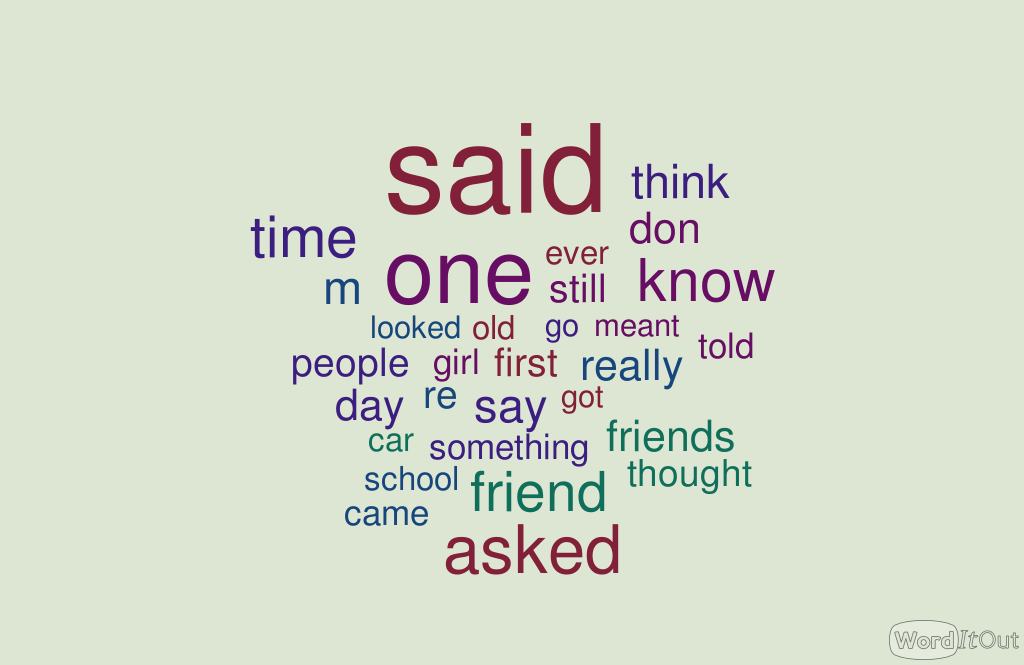 said
think
time
don
one
ever
know
m
still
looked
old
go
meant
told
people
girl
first
really
day
re
say
got
car
something
friends
school
friend
thought
came
asked
WordItOut